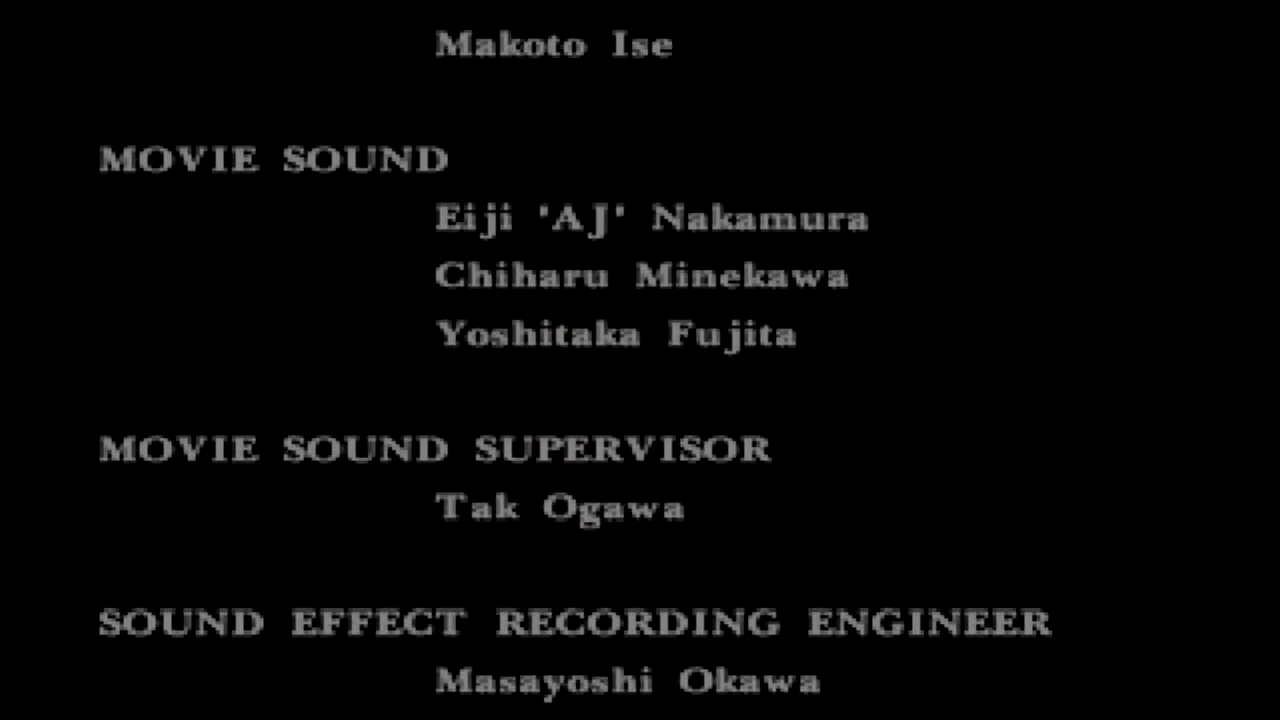 Makoto Ise
MOVIE SOUND
Eiji 'AJ' Nakamura
Chiharu Minekawa
Yoshitaka Fujita
MOVIE SOUND SUPERVISOR
Tak Ogawa
SOUND EFFECT RECORDING ENGINEER
Masayoshi Okawa